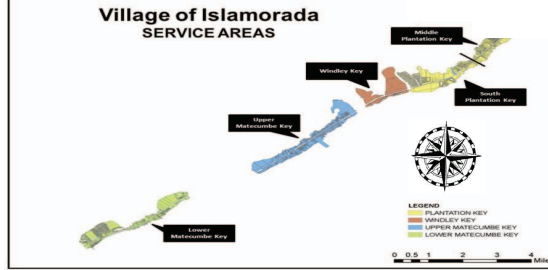 Village of Islamorada
SERVICE AREAS
Middle
Plantation Key
Windley Key
South
Plantation Key
Upper
Matecumbe Key
Lower
Matecumbe Key
LEGEND
PLANTATION KEY
WINDLEY KEY
UPPER MATECUMBE KEY
LOWER MATECUMBE KEY
0 0.5 1 2 3 4
Mile